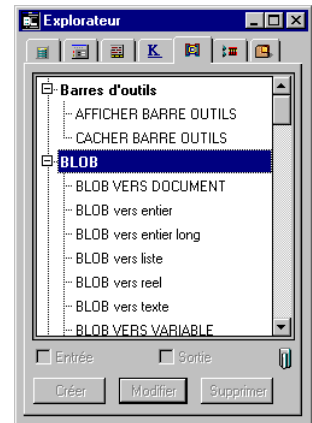 Explorateur
K
Barres d'outils
AFFICHER BARRE OUTILS
CACHER BARRE OUTILS
BLOB
BLOB VERS DOCUMENT
BLOB vers entier
BLOB vers entier long
BLOB vers liste
BLOB vers reel
BLOB vers texte
BLOB VERS VARIABLE
Entrée Sortie
Créer Modifier Supprimer